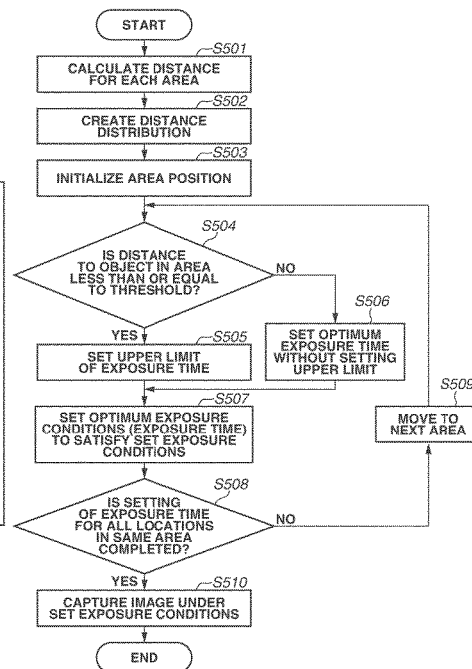 START
S501
CALCULATE DISTANCE
FOR EACH AREA
S502
CREATE DISTANCE
DISTRIBUTION
S503
INITIALIZE AREA POSITION
S504
IS DISTANCE
TO OBJECT IN AREA
LESS THAN OR EQUAL
TO THRESHOLD?
NO
S506
SET OPTIMUM
EXPOSURE TIME
WITHOUT SETTING
UPPER LIMIT
YES
S505
SET UPPER LIMIT
OF EXPOSURE TIME
S507
SET OPTIMUM EXPOSURE
CONDITIONS (EXPOSURE TIME)
TO SATISFY SET EXPOSURE
CONDITIONS
S509
MOVE TO
NEXT AREA
S508
IS SETTING
OF EXPOSURE TIME
FOR ALL LOCATIONS
IN SAME AREA
COMPLETED?
NO
YES
S510
CAPTURE IMAGE UNDER
SET EXPOSURE CONDITIONS
END